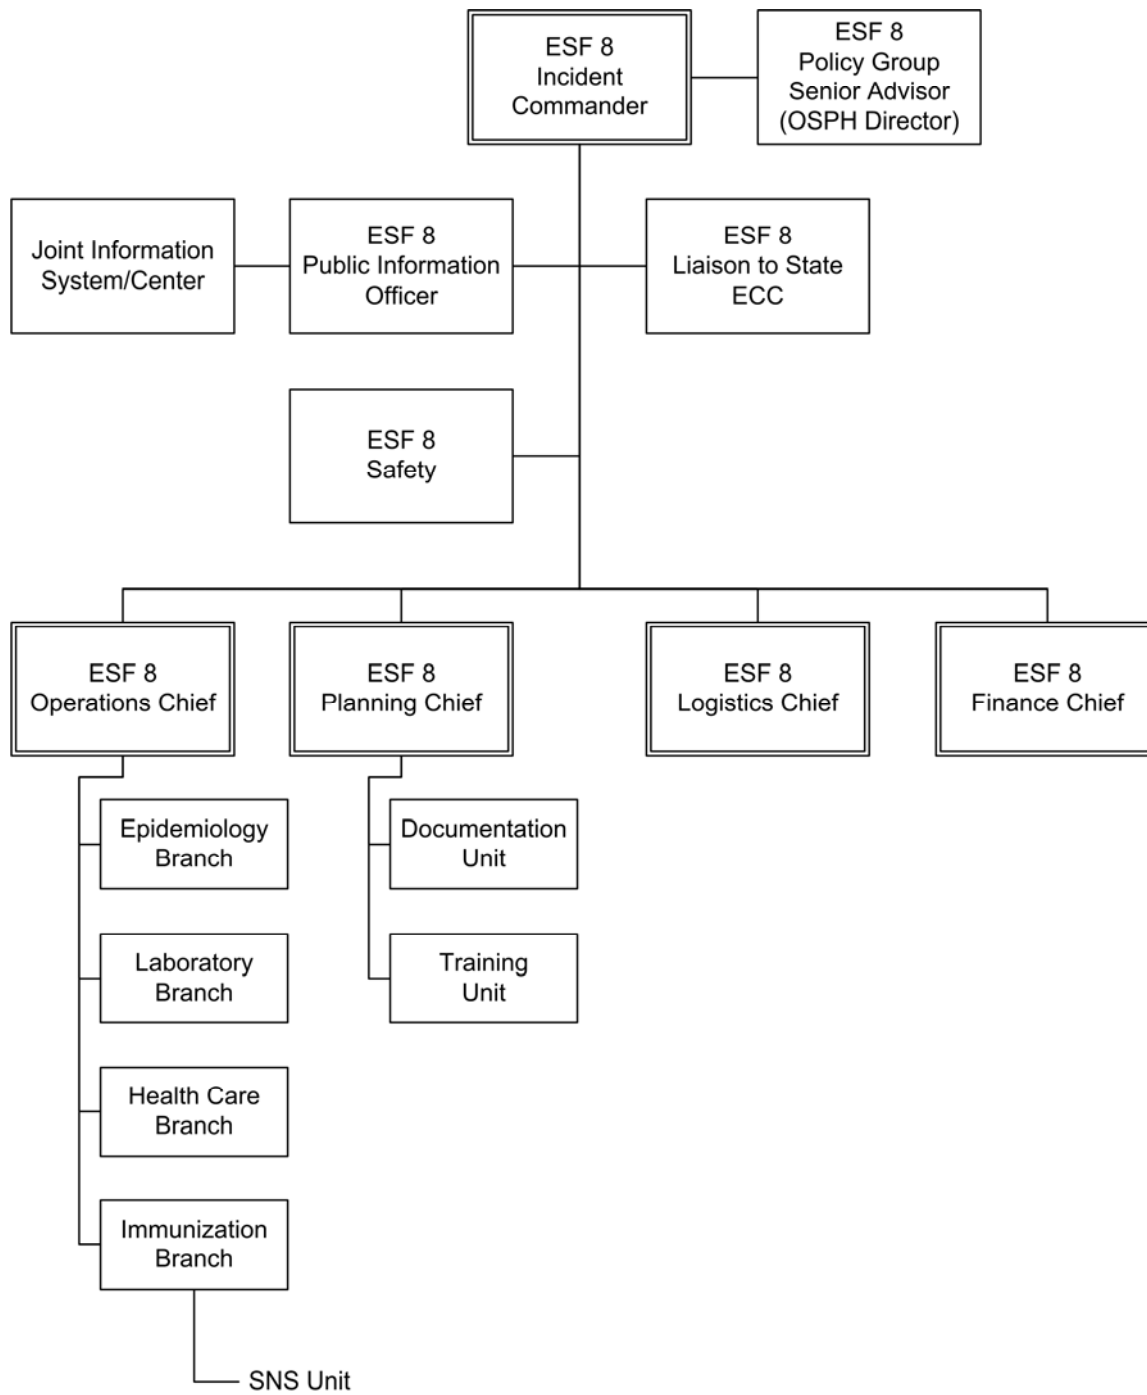 ESF 8
Incident
Commander
ESF 8
Policy Group
Senior Advisor
(OSPH Director)
Joint Information
System/Center
ESF 8
Public Information
Officer
ESF 8
Liaison to State
ECC
ESF 8
Safety
ESF 8
Operations Chief
ESF 8
Planning Chief
ESF 8
Logistics Chief
ESF 8
Finance Chief
Epidemiology
Branch
Documentation
Unit
Laboratory
Branch
Training
Unit
Health Care
Branch
Immunization
Branch
SNS Unit